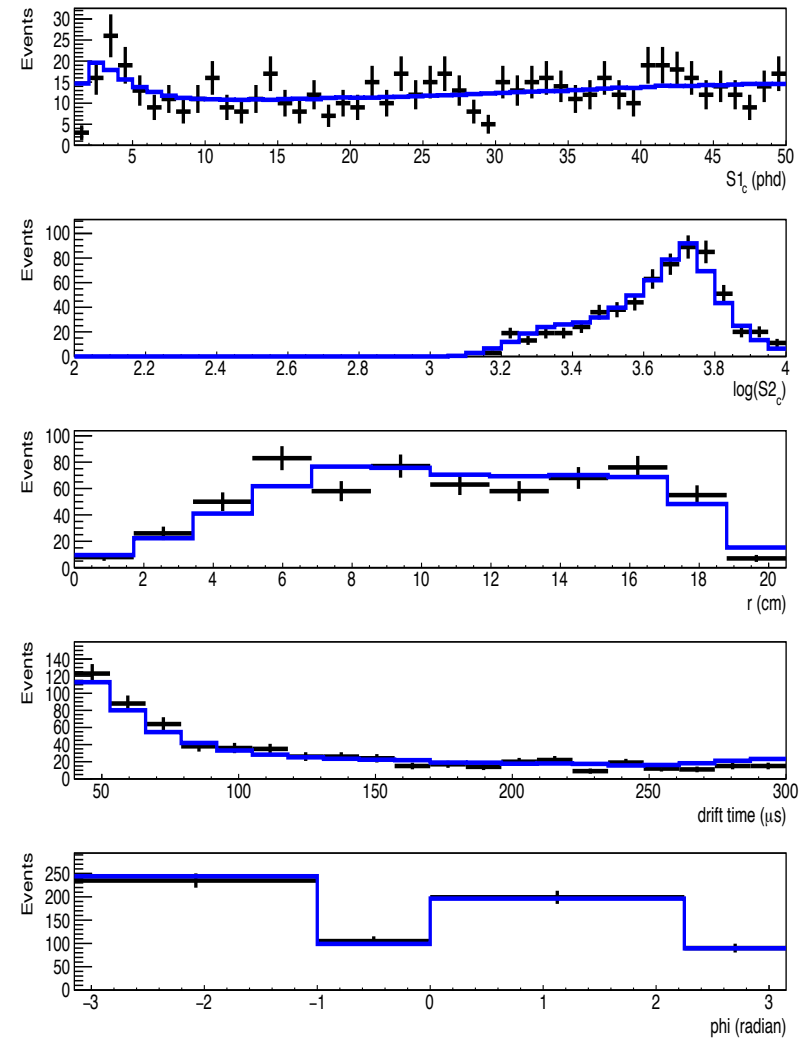 Events
30
25
20
15
10
5
0
5 10 15 20 25 30 35 40 45 50
S1c (phd)
Events
100
80
60
40
20
0
2 2.2 2.4 2.6 2.8 3 3.2 3.4 3.6 3.8 4
log(S2c)
Events
100
80
60
40
20
0
0 2 4 6 8 10 12 14 16 18 20
r (cm)
Events
140
120
100
80
60
40
20
0
50 100 150 200 250 300
drift time (μs)
Events
250
200
150
100
50
0
−3 −2 −1 0 1 2 3
phi (radian)